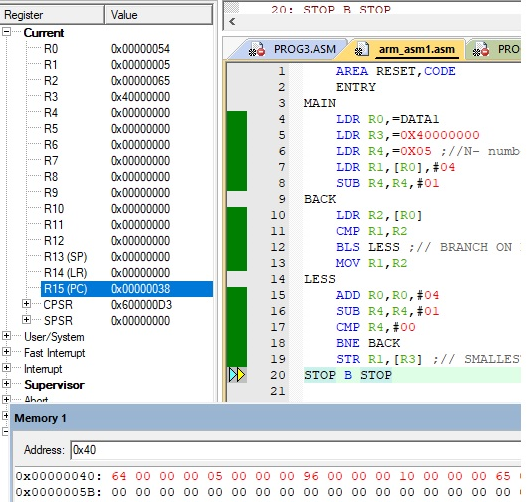 Register Value
Current
R0 0x00000054
R1 0x00000005
R2 0x00000065
R3 0x40000000
R4 0x00000000
R5 0x00000000
R6 0x00000000
R7 0x00000000
R8 0x00000000
R9 0x00000000
R10 0x00000000
R11 0x00000000
R12 0x00000000
R13 (SP) 0x00000000
R14 (LR) 0x00000000
R15 (PC) 0x00000038
CPSR 0x600000D3
SPSR 0x00000000
User/System
Fast Interrupt
Interrupt
Supervisor
Abort
20: STOP B STOP
PROG3.ASM arm_asm1.asm PRO
1 AREA RESET,CODE
2 ENTRY
3 MAIN
4 LDR R0,=DATA1
5 LDR R3,=0X40000000
6 LDR R4,=0X05 ;//N- numb
7 LDR R1,[R0],#04
8 SUB R4,R4,#01
9 BACK
10 LDR R2,[R0]
11 CMP R1,R2
12 BLS LESS ;// BRANCH ON
13 MOV R1,R2
14 LESS
15 ADD R0,R0,#04
16 SUB R4,R4,#01
17 CMP R4,#00
18 BNE BACK
19 STR R1,[R3] ;// SMALLES
20 STOP B STOP
21
Memory 1
Address: 0x40
0x00000040: 64 00 00 00 05 00 00 00 96 00 00 00 10 00 00 00 65
0x0000005B: 00 00 00 00 00 00 00 00 00 00 00 00 00 00 00 00 00